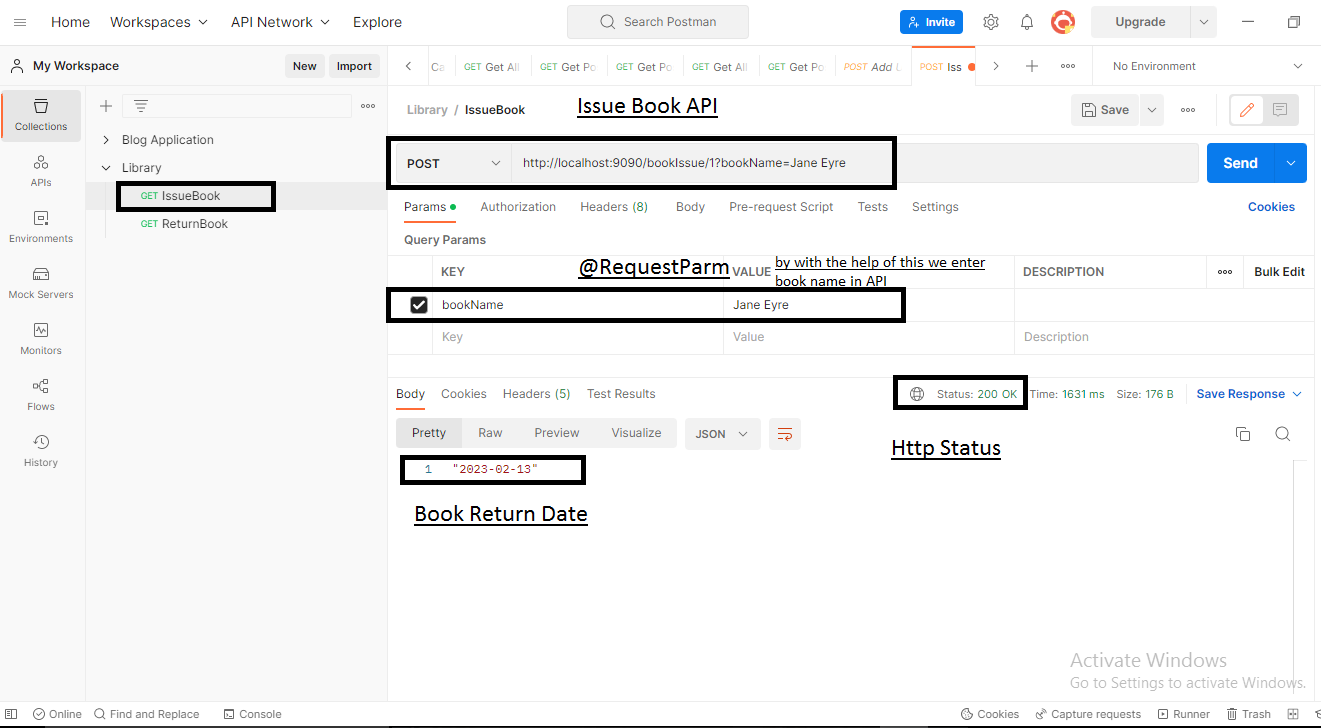 Home Workspaces API Network Explore Search Postman Invite Upgrade
My Workspace New Import Ca GET Get All GET Get Po GET Get Po GET Get All GET Get Po POST Add L POST Iss No Environment
Collections
APIs
Environments
Mock Servers
Monitors
Flows
History
Blog Application
Library
GET IssueBook
GET ReturnBook
Library / IssueBook Issue Book API Save
POST http://localhost:9090/bookIssue/1?bookName=Jane Eyre Send
Params Authorization Headers (8) Body Pre-request Script Tests Settings Cookies
Query Params
@RequestParm by with the help of this we enter
book name in API
KEY VALUE DESCRIPTION Bulk Edit
bookName Jane Eyre
Key Value Description
Body Cookies Headers (5) Test Results Status: 200 OK Time: 1631 ms Size: 176 B Save Response
Pretty Raw Preview Visualize JSON
Http Status
1 "2023-02-13"
Book Return Date
Activate Windows
Go to Settings to activate Windows.
Online Find and Replace Console Cookies Capture requests Runner Trash